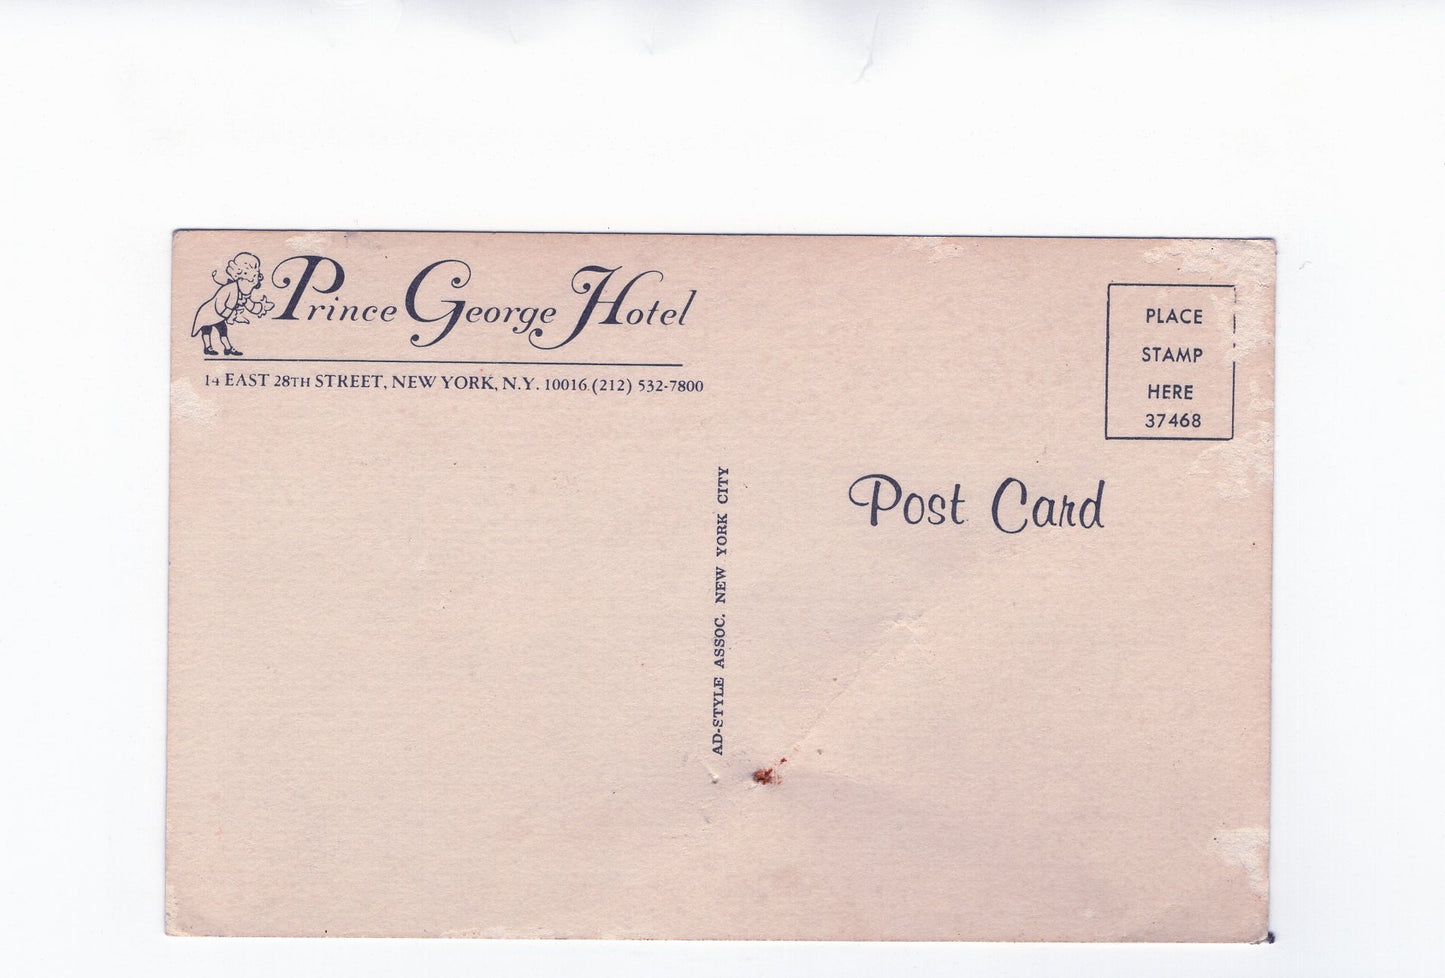 Prince George Hotel
14 EAST 28TH STREET, NEW YORK, N.Y. 10016 (212) 532-7800
PLACE
STAMP
HERE
37468
Post Card
AD-STYLE ASSOC. NEW YORK CITY